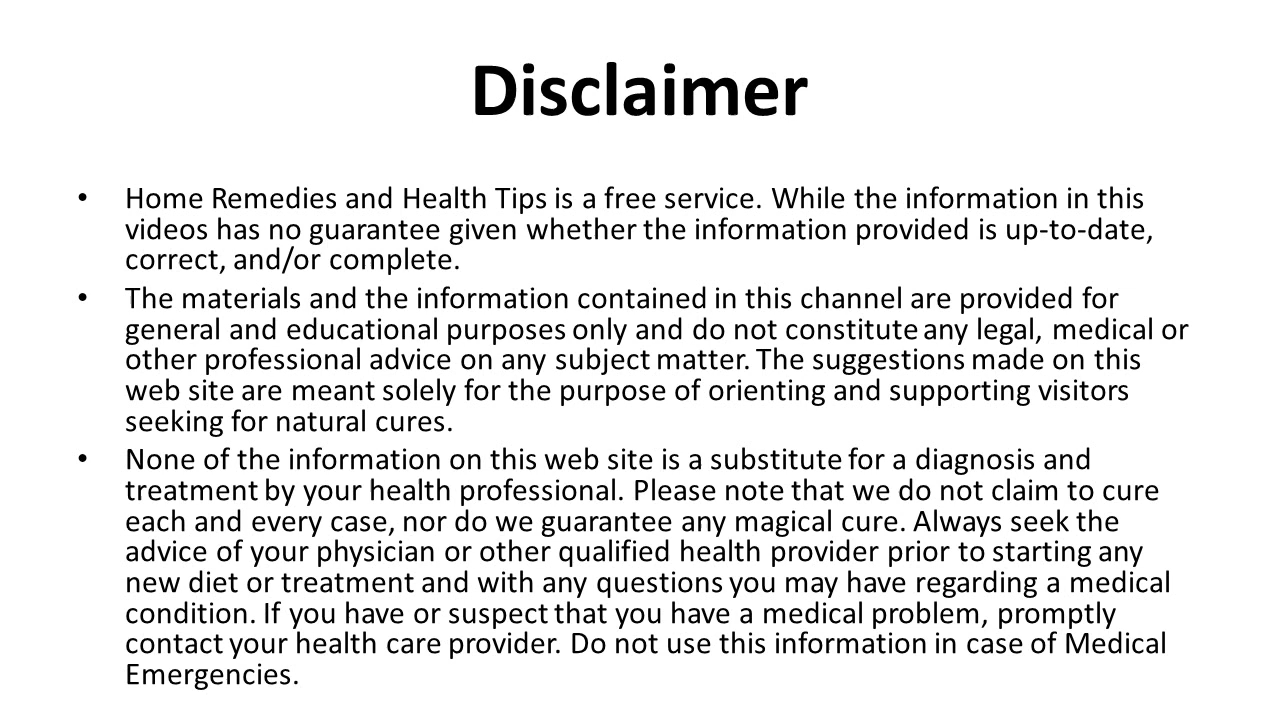 Disclaimer
• Home Remedies and Health Tips is a free service. While the information in this
videos has no guarantee given whether the information provided is up-to-date,
correct, and/or complete.
• The materials and the information contained in this channel are provided for
general and educational purposes only and do not constitute any legal, medical or
other professional advice on any subject matter. The suggestions made on this
web site are meant solely for the purpose of orienting and supporting visitors
seeking for natural cures.
• None of the information on this web site is a substitute for a diagnosis and
treatment by your health professional. Please note that we do not claim to cure
each and every case, nor do we guarantee any magical cure. Always seek the
advice of your physician or other qualified health provider prior to starting any
new diet or treatment and with any questions you may have regarding a medical
condition. If you have or suspect that you have a medical problem, promptly
contact your health care provider. Do not use this information in case of Medical
Emergencies.